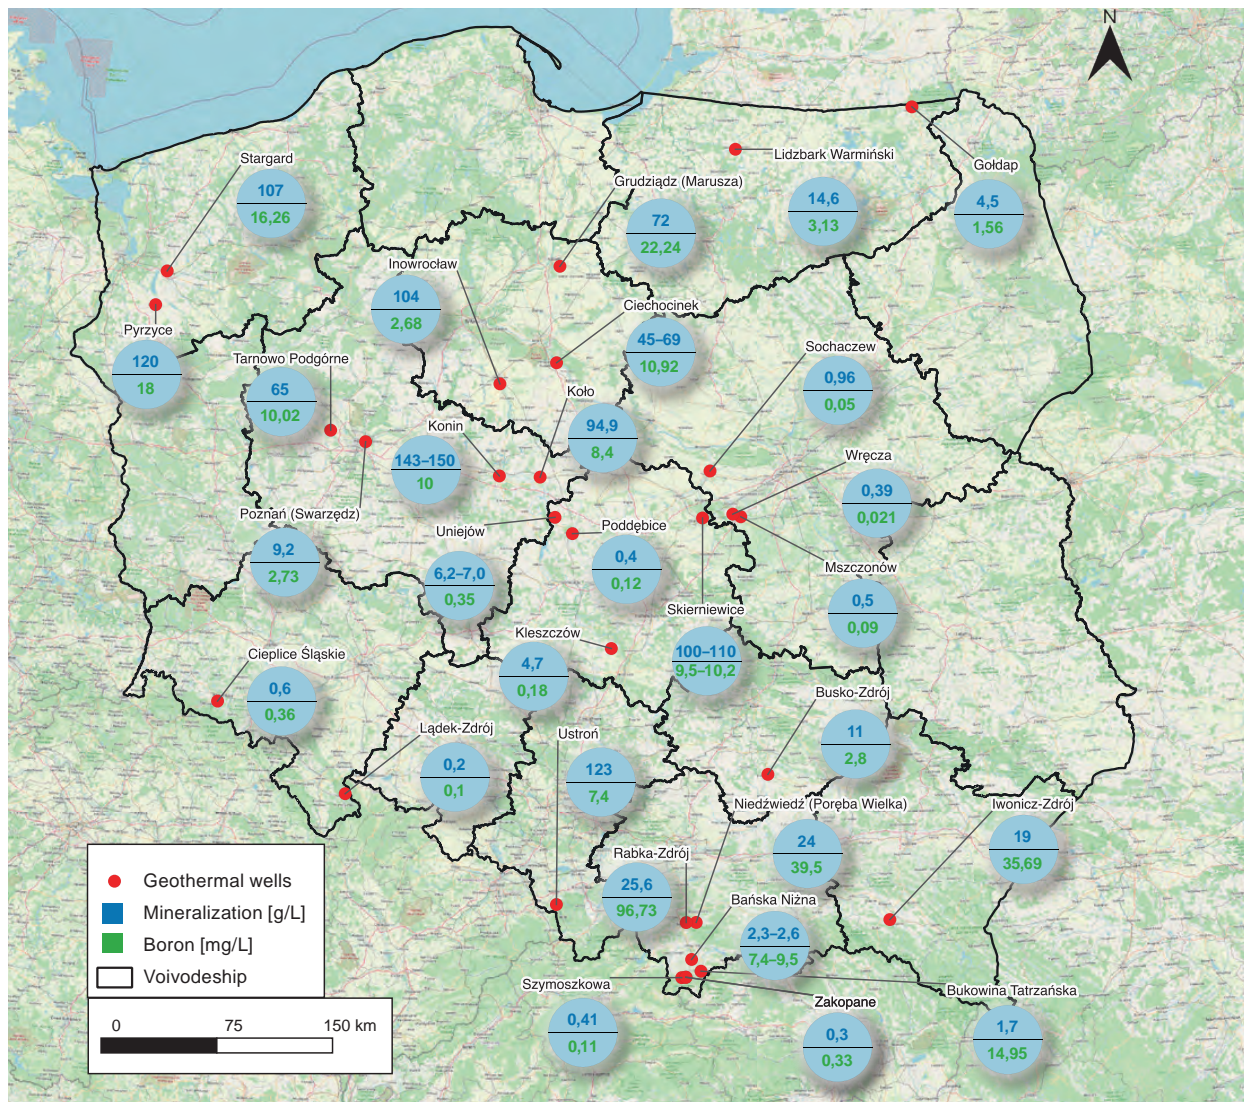 N
Stargard
107
16,26
Lidzbark Warmiński
14,6
3,13
Gołdap
4,5
1,56
Grudziądz (Marusza)
72
22,24
Inowrocław
104
2,68
Ciechocinek
45–69
10,92
Pyrzyce
120
18
Tarnowo Podgórne
65
10,02
Sochaczew
0,96
0,05
Koło
94,9
8,4
Konin
143–150
10
Wręcza
0,39
0,021
Poznań (Swarzędz)
9,2
2,73
Uniejów
6,2–7,0
0,35
Poddębice
0,4
0,12
Mszczonów
0,5
0,09
Skierniewice
100–110
9,5–10,2
Kleszczów
4,7
0,18
Cieplice Śląskie
0,6
0,36
Busko-Zdrój
11
2,8
Lądek-Zdrój
0,2
0,1
Ustroń
123
7,4
Niedźwiedź (Poręba Wielka)
24
39,5
Iwonicz-Zdrój
19
35,69
Rabka-Zdrój
25,6
96,73
Bańska Niżna
2,3–2,6
7,4–9,5
Szymoszkowa
0,41
0,11
Zakopane
0,3
0,33
Bukowina Tatrzańska
1,7
14,95
Geothermal wells
Mineralization [g/L]
Boron [mg/L]
Voivodeship
0 75 150 km